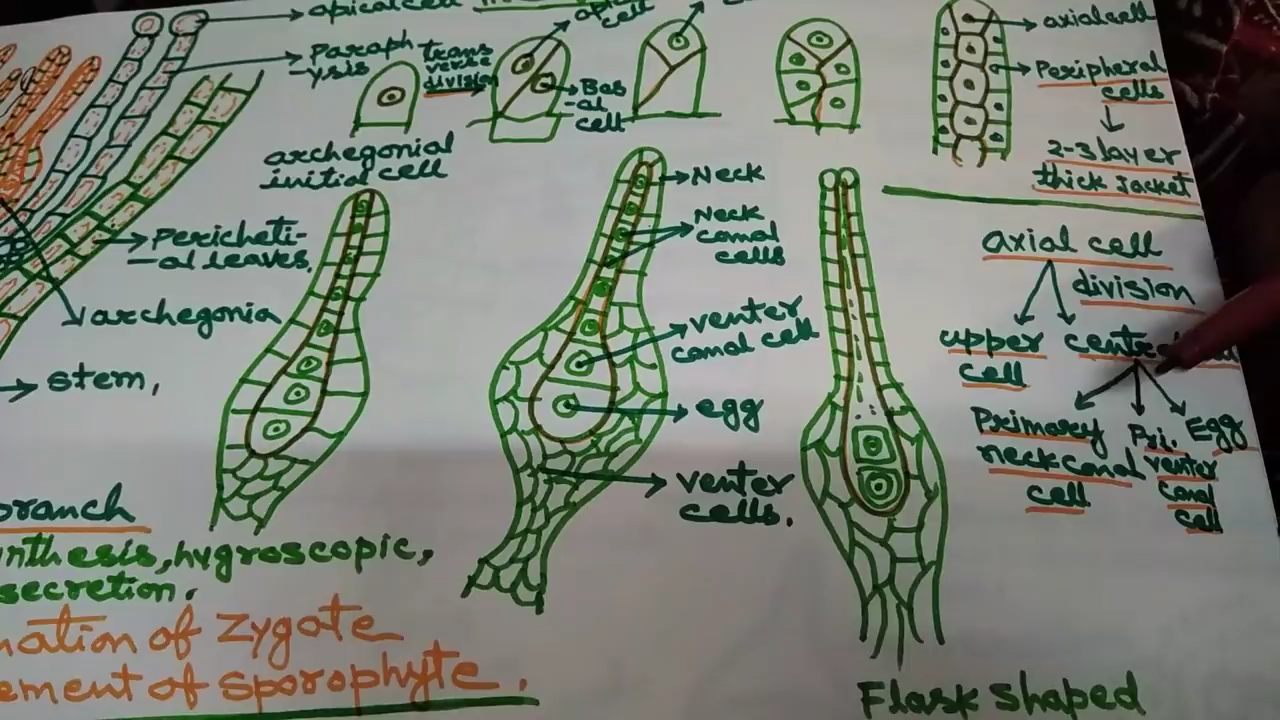 apical cell
Paraph
-ysis
trans
verse
division
cell
Bas
-al
cell
axial cell
Peripheral
cells
2-3 layer
thick jacket
archegonial
initial cell
Pericheti-
-al leaves.
archegonia
stem,
Neck
Neck
canal
cells
venter
canal cell
egg
venter
cells.
axial cell
division
upper
cell
Primary
neck canal
cell
Pri.
venter
canal
cell
Egg
branch
nthesis, hygroscopic,
secretion.
nation of Zygote
ement of sporophyte.
Flask shaped